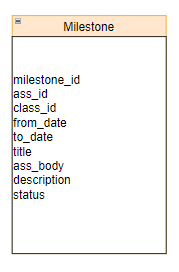 Milestone
milestone_id
ass_id
class_id
from_date
to_date
title
ass_body
description
status